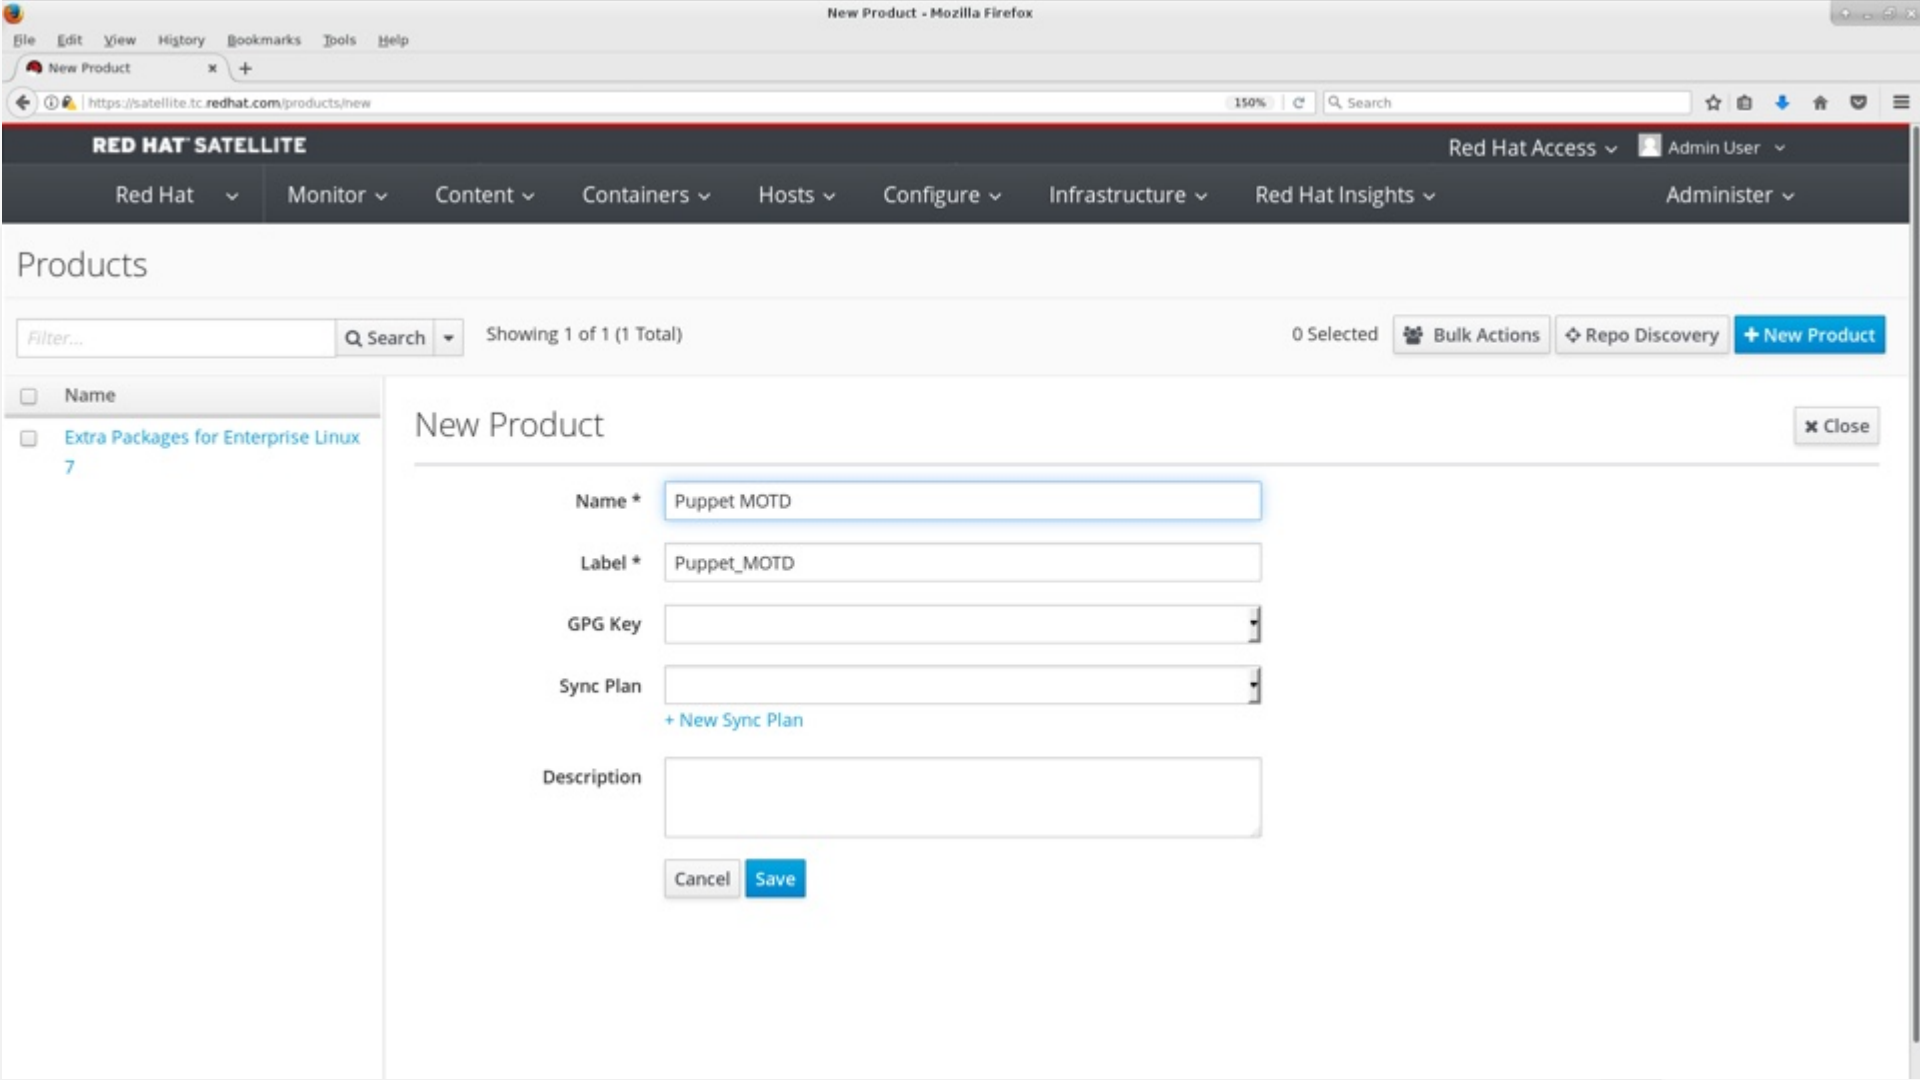 New Product - Mozilla Firefox
File Edit View History Bookmarks Tools Help
New Product
https://satellite.tc.redhat.com/products/new 150% Search
RED HAT SATELLITE Red Hat Access Admin User
Red Hat Monitor Content Containers Hosts Configure Infrastructure Red Hat Insights Administer
Products
Filter... Search Showing 1 of 1 (1 Total) 0 Selected Bulk Actions Repo Discovery + New Product
Name
Extra Packages for Enterprise Linux
7
New Product Close
Name * Puppet MOTD
Label * Puppet_MOTD
GPG Key
Sync Plan
+ New Sync Plan
Description
Cancel Save